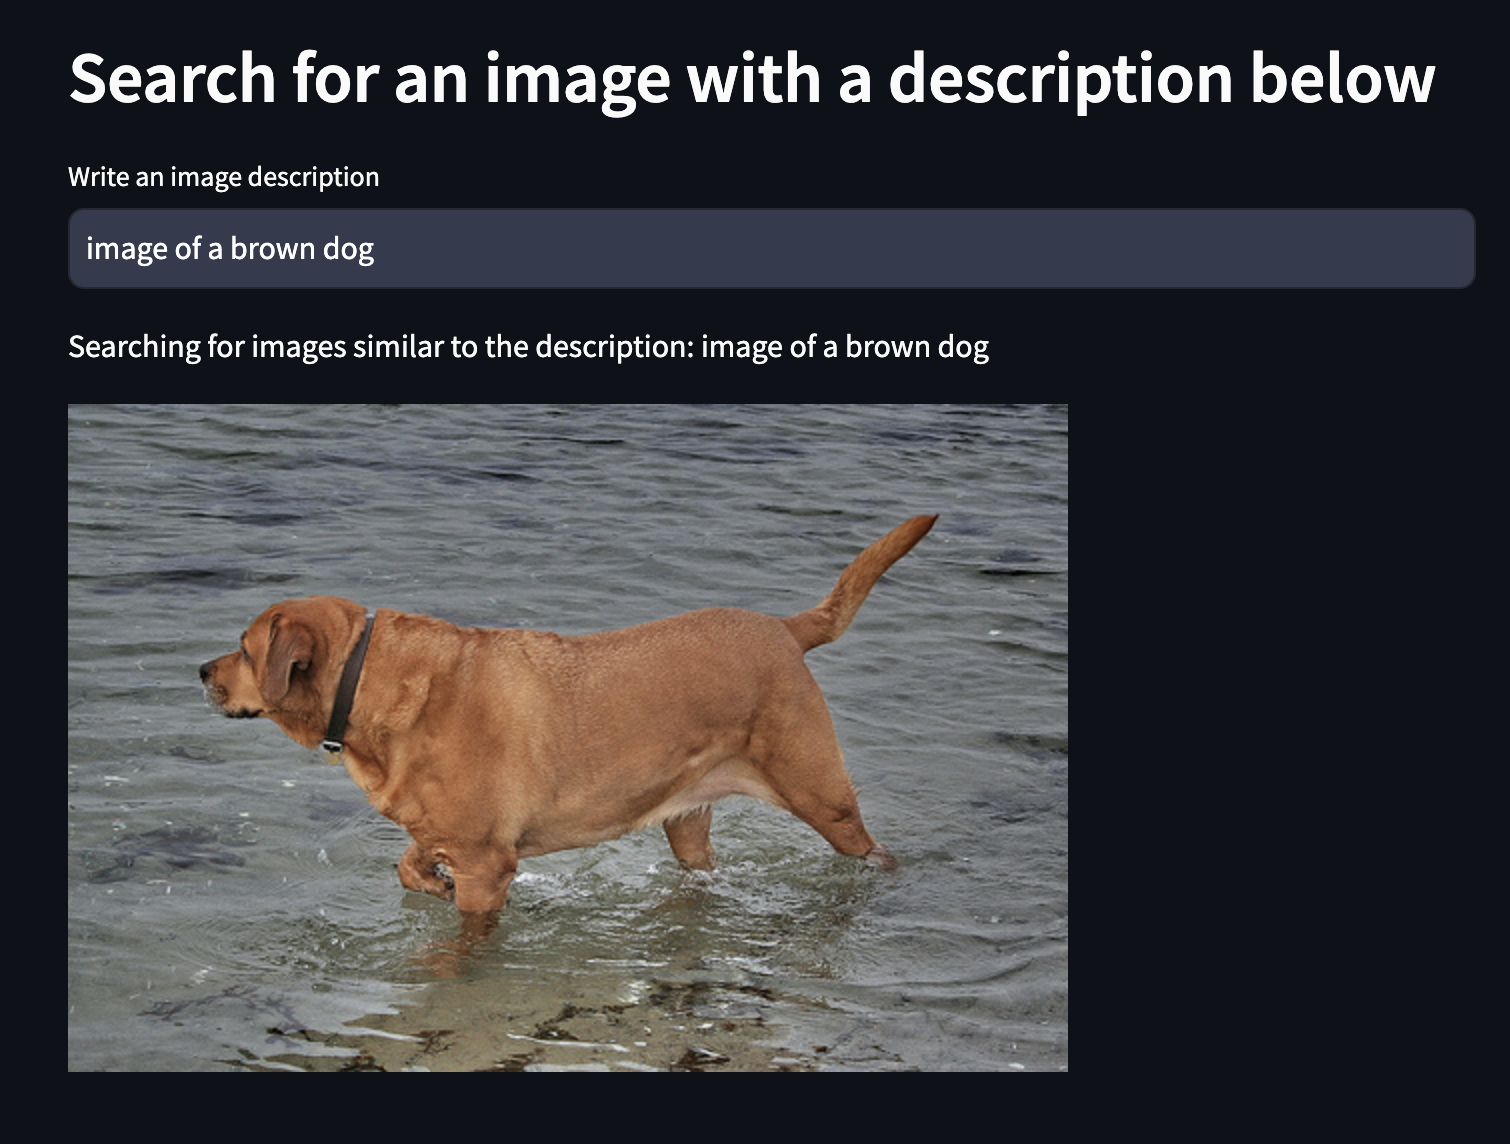 Search for an image with a description below
Write an image description
image of a brown dog
Searching for images similar to the description: image of a brown dog